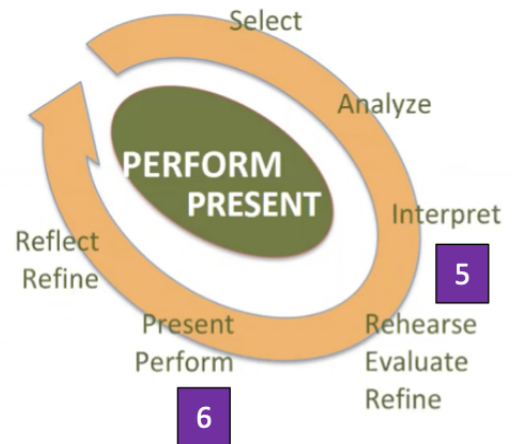 Select
Analyze
PERFORM
PRESENT
Interpret
5
Rehearse
Evaluate
Refine
Present
Perform
6
Reflect
Refine